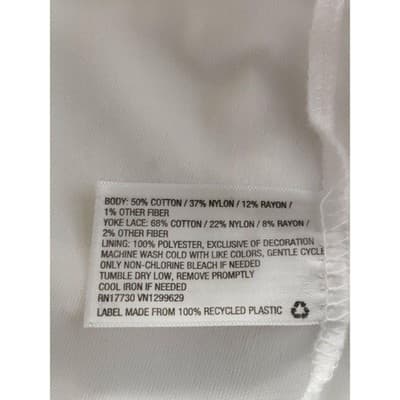 BODY: 50% COTTON / 37% NYLON / 12% RAYON /
1% OTHER FIBER
YOKE LACE: 68% COTTON / 22% NYLON / 8% RAYON /
2% OTHER FIBER
LINING: 100% POLYESTER, EXCLUSIVE OF DECORATION
MACHINE WASH COLD WITH LIKE COLORS, GENTLE CYCLE
ONLY NON-CHLORINE BLEACH IF NEEDED
TUMBLE DRY LOW, REMOVE PROMPTLY
COOL IRON IF NEEDED
RN17730 VN1299629
LABEL MADE FROM 100% RECYCLED PLASTIC